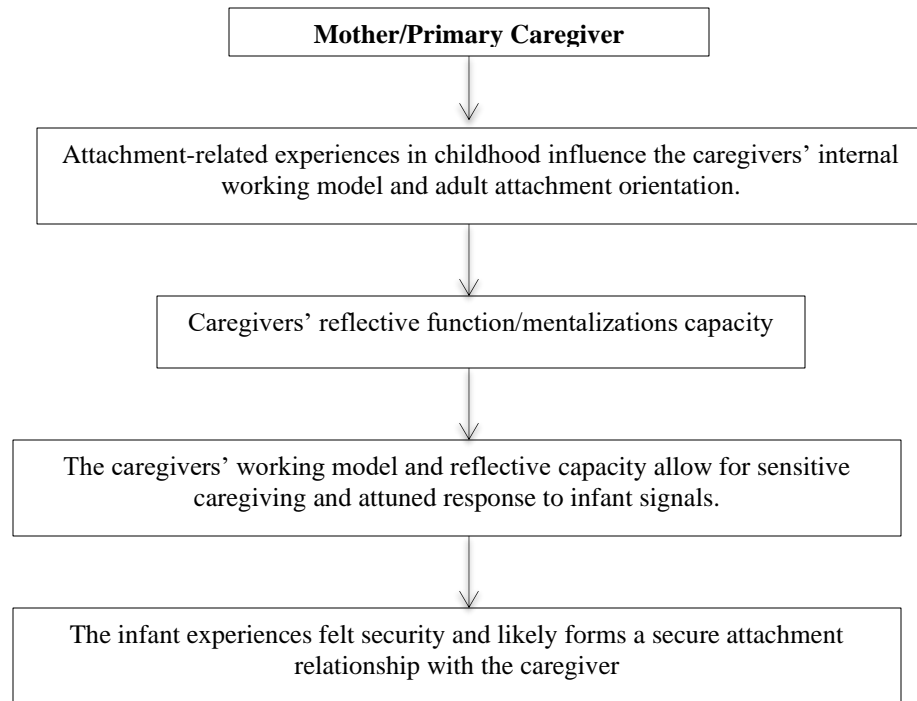 Mother/Primary Caregiver
Attachment-related experiences in childhood influence the caregivers’ internal
working model and adult attachment orientation.
Caregivers’ reflective function/mentalizations capacity
The caregivers’ working model and reflective capacity allow for sensitive
caregiving and attuned response to infant signals.
The infant experiences felt security and likely forms a secure attachment
relationship with the caregiver